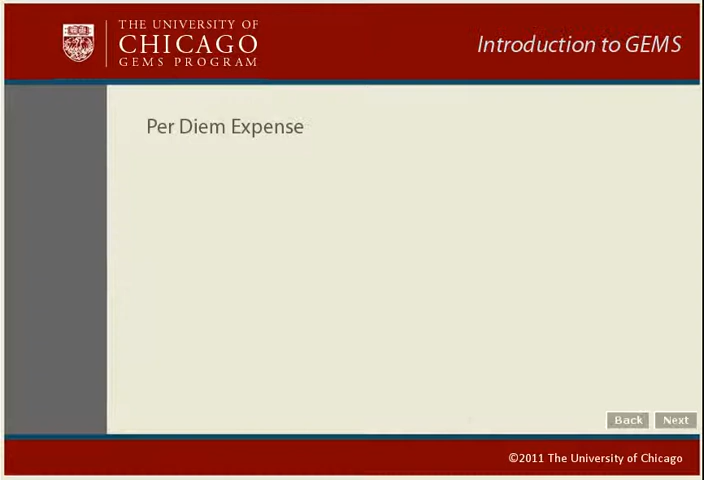 THE UNIVERSITY OF
CHICAGO
GEMS PROGRAM
Introduction to GEMS
Per Diem Expense
Back Next
©2011 The University of Chicago